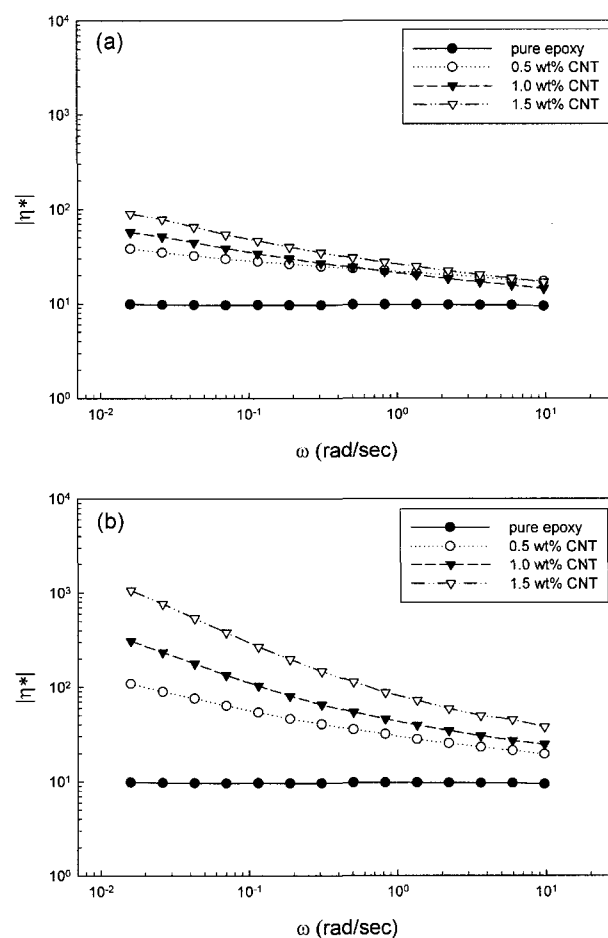 (a)
pure epoxy
0.5 wt% CNT
1.0 wt% CNT
1.5 wt% CNT
10⁴
10³
10²
10¹
10⁰
|η*|
10⁻² 10⁻¹ 10⁰ 10¹
ω (rad/sec)
(b)
pure epoxy
0.5 wt% CNT
1.0 wt% CNT
1.5 wt% CNT
10⁴
10³
10²
10¹
10⁰
|η*|
10⁻² 10⁻¹ 10⁰ 10¹
ω (rad/sec)